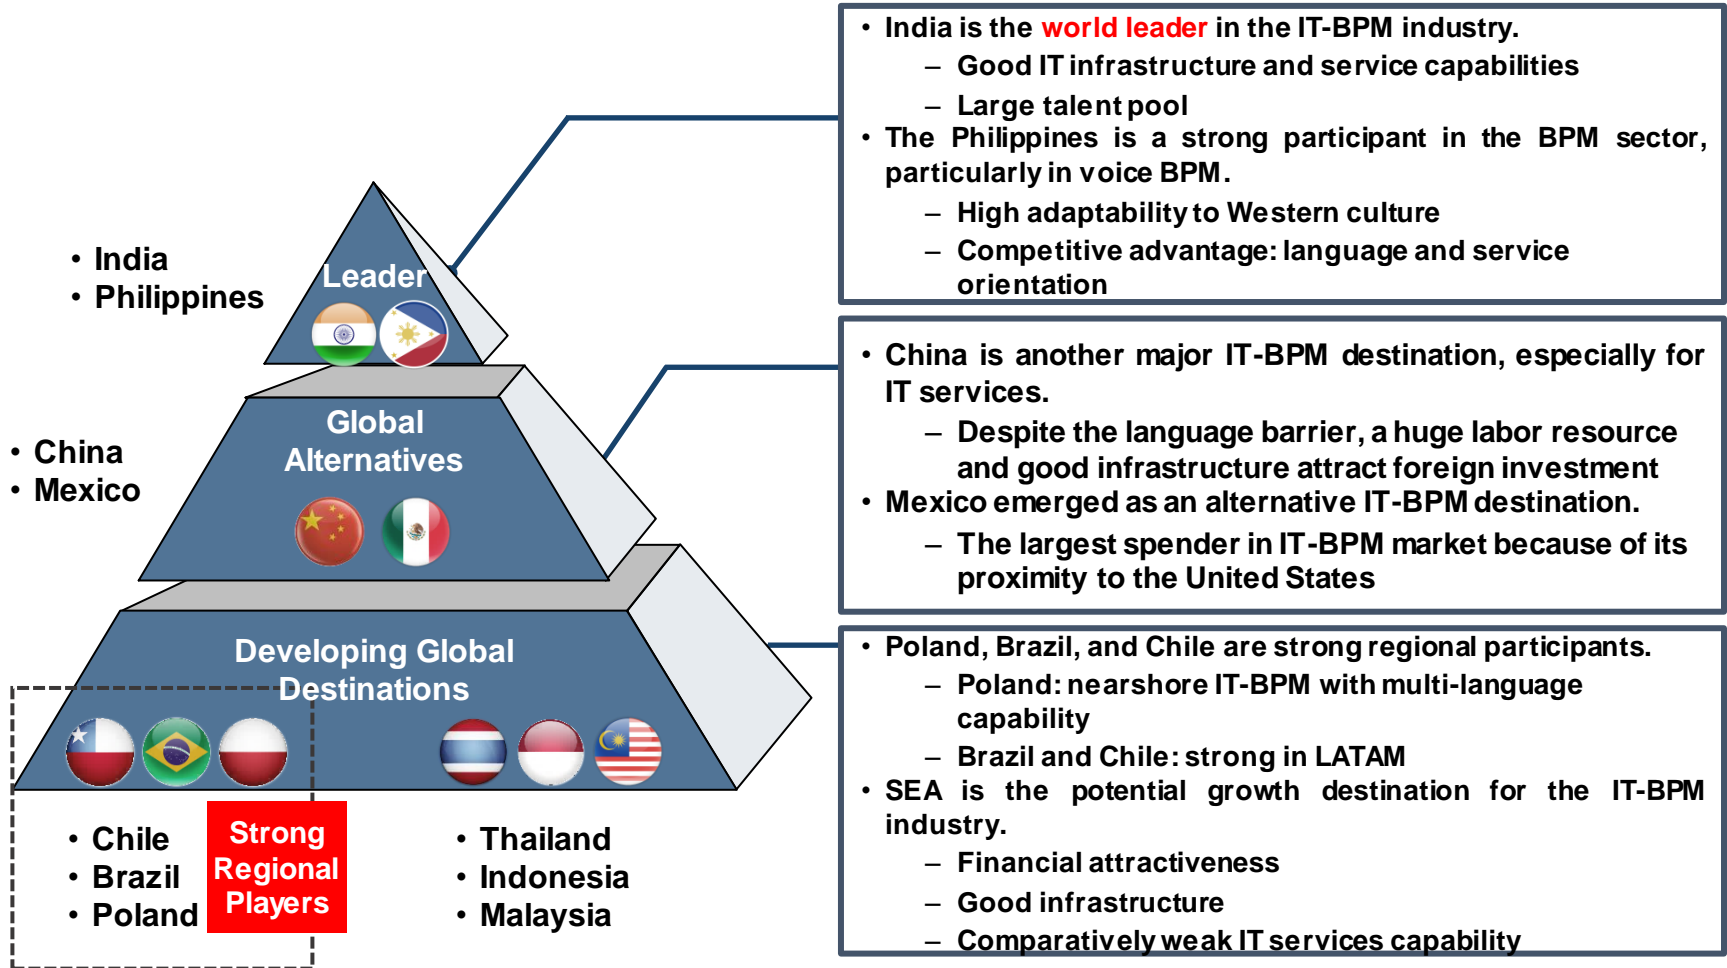 • India
• Philippines
Leader
• China
• Mexico
Global
Alternatives
Developing Global
Destinations
• Chile
• Brazil
• Poland
Strong
Regional
Players
• Thailand
• Indonesia
• Malaysia
• India is the world leader in the IT-BPM industry.
– Good IT infrastructure and service capabilities
– Large talent pool
• The Philippines is a strong participant in the BPM sector,
particularly in voice BPM.
– High adaptability to Western culture
– Competitive advantage: language and service
orientation
• China is another major IT-BPM destination, especially for
IT services.
– Despite the language barrier, a huge labor resource
and good infrastructure attract foreign investment
• Mexico emerged as an alternative IT-BPM destination.
– The largest spender in IT-BPM market because of its
proximity to the United States
• Poland, Brazil, and Chile are strong regional participants.
– Poland: nearshore IT-BPM with multi-language
capability
– Brazil and Chile: strong in LATAM
• SEA is the potential growth destination for the IT-BPM
industry.
– Financial attractiveness
– Good infrastructure
– Comparatively weak IT services capability